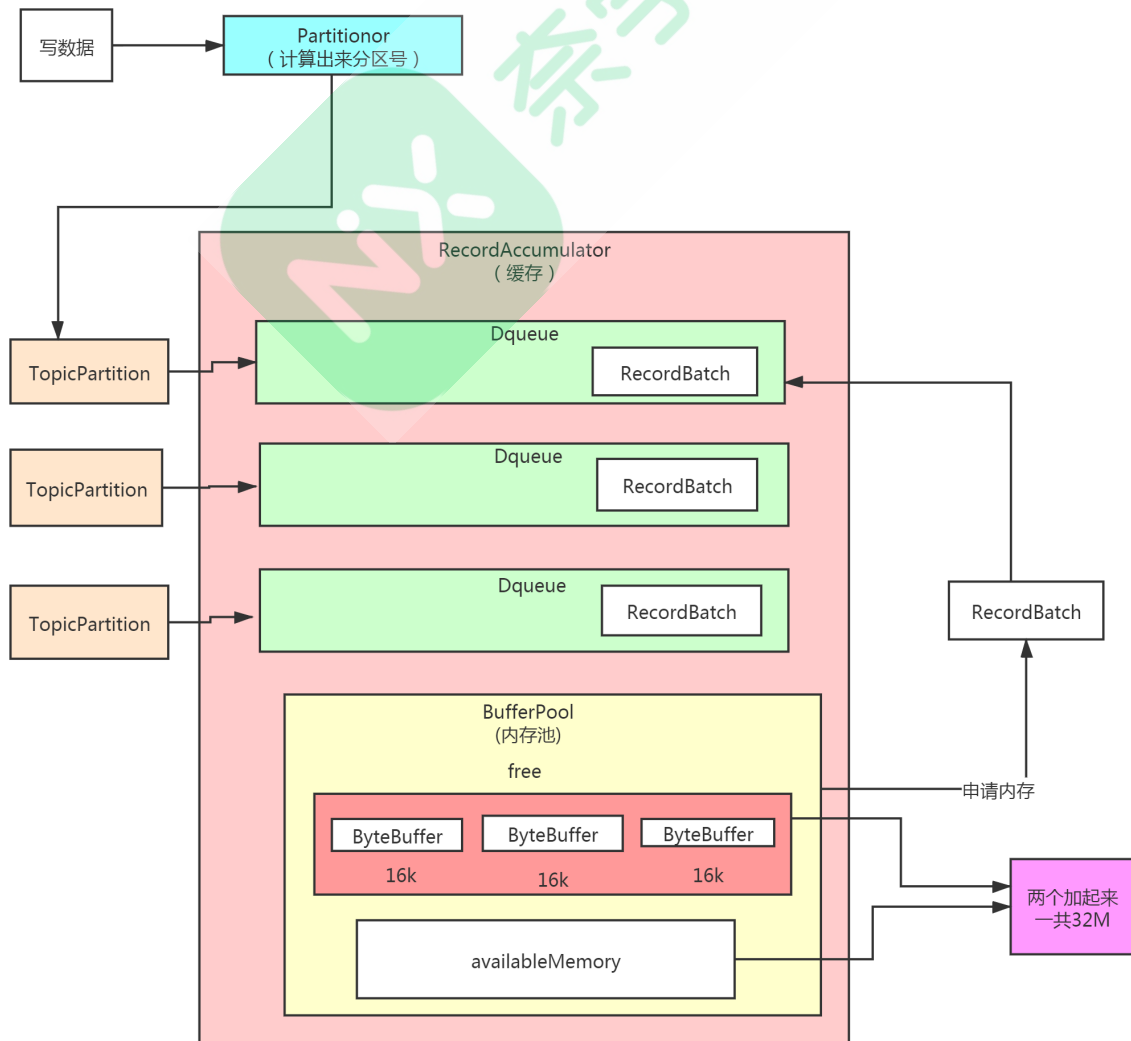 写数据
Partitionor
（计算出来分区号）
RecordAccumulator
（缓存）
TopicPartition
Dqueue
RecordBatch
TopicPartition
Dqueue
RecordBatch
TopicPartition
Dqueue
RecordBatch
RecordBatch
BufferPool
(内存池)
free
申请内存
ByteBuffer
ByteBuffer
ByteBuffer
16k
16k
16k
两个加起来
一共32M
availableMemory
NX
奈